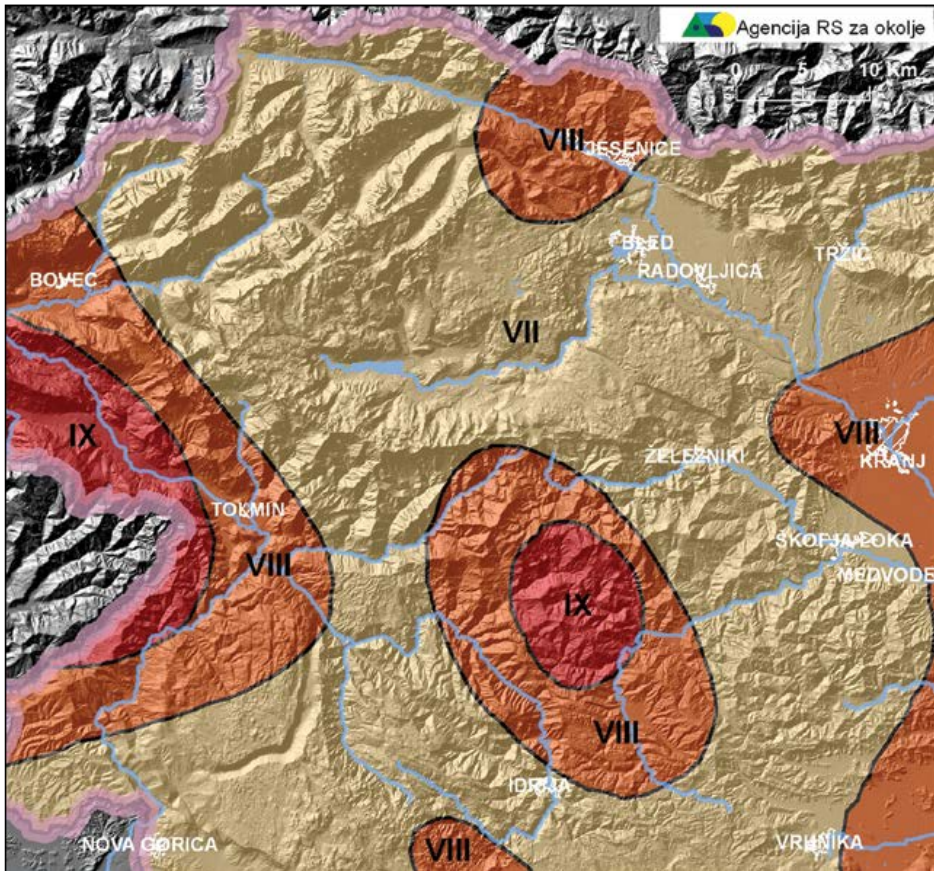 Agencija RS za okolje
0 5 10 Km
VIII
JESENICE
BLED
TRŽIČ
RADOVLJICA
BOVEC
VII
IX
VIII
KRANJ
ŽELEZNIKI
TOLMIN
ŠKOFJA LOKA
VIII
MEDVODE
IX
VIII
IDRIJA
NOVA GORICA
VIII
VRHNIKA